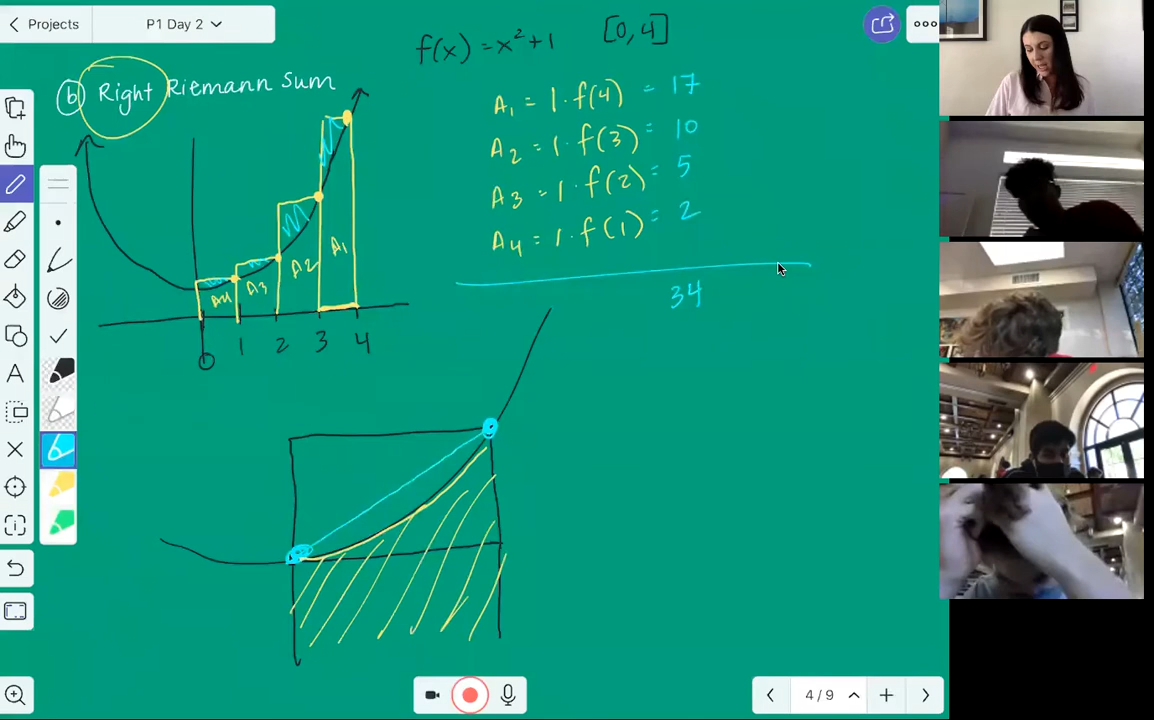 Projects
P1 Day 2
f(x) = x² + 1 [0, 4]
(b) Right Riemann Sum
A₁ = 1 · f(4) = 17
A₂ = 1 · f(3) = 10
A₃ = 1 · f(2) = 5
A₄ = 1 · f(1) = 2
34
A4 A3 A2 A1
0 1 2 3 4
A
4 / 9